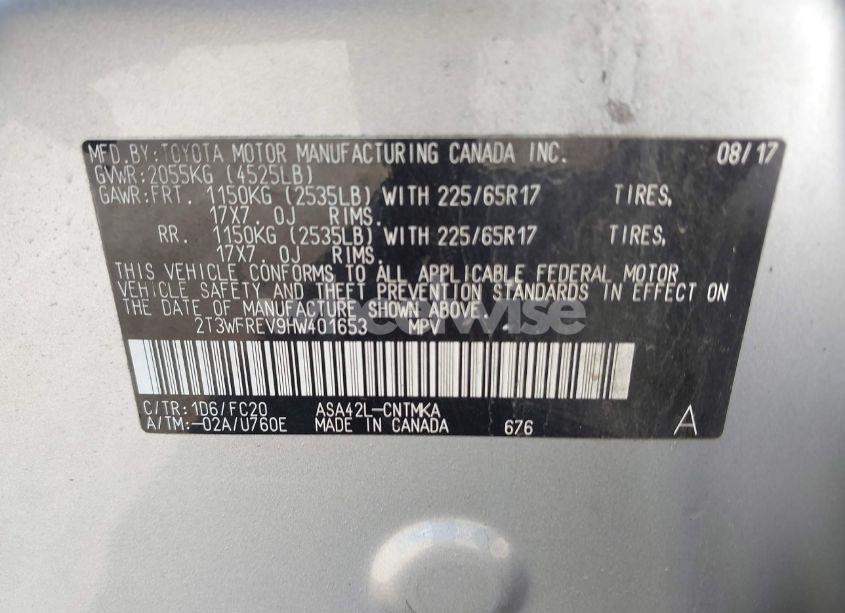 MFD.BY:TOYOTA MOTOR MANUFACTURING CANADA INC. 08/17
GVWR:2055KG (4525LB)
GAWR:FRT. 1150KG (2535LB) WITH 225/65R17 TIRES,
17X7.0J RIMS.
RR. 1150KG (2535LB) WITH 225/65R17 TIRES,
17X7.0J RIMS.
THIS VEHICLE CONFORMS TO ALL APPLICABLE FEDERAL MOTOR
VEHICLE SAFETY AND THEFT PREVENTION STANDARDS IN EFFECT ON
THE DATE OF MANUFACTURE SHOWN ABOVE.
2T3WFREV9HW401653 MPV
C/TR:1D6/FC20 ASA42L-CNTMKA
A/TM:-02A/U760E MADE IN CANADA 676 A